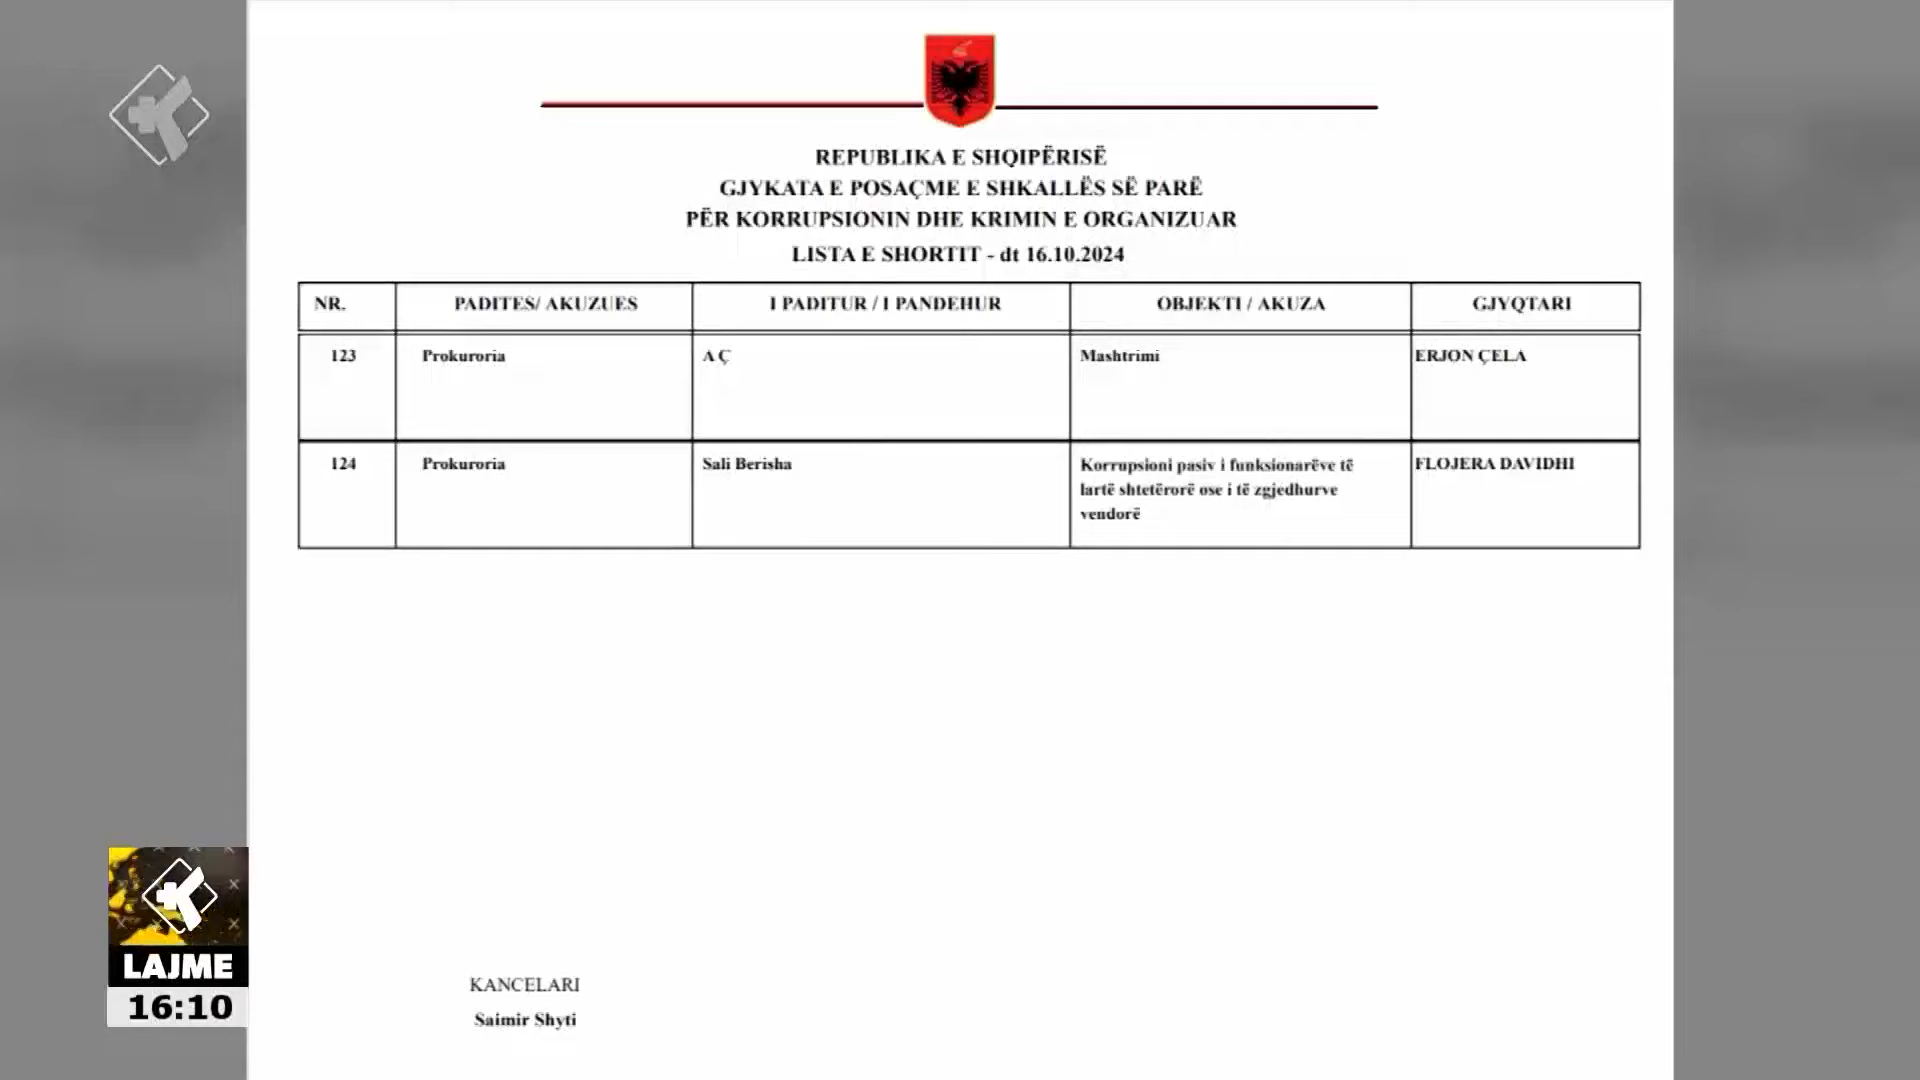 REPUBLIKA E SHQIPËRISË
GJYKATA E POSAÇME E SHKALLËS SË PARË
PËR KORRUPSIONIN DHE KRIMIN E ORGANIZUAR
LISTA E SHORTIT - dt 16.10.2024
NR. PADITES/ AKUZUES I PADITUR / I PANDEHUR OBJEKTI / AKUZA GJYQTARI
123 Prokuroria A Ç Mashtrimi ERJON ÇELA
124 Prokuroria Sali Berisha Korrupsioni pasiv i funksionarëve të FLOJERA DAVIDHI
lartë shtetërorë ose i të zgjedhurve
vendorë
KANCELARI
Saimir Shyti
LAJME
16:10